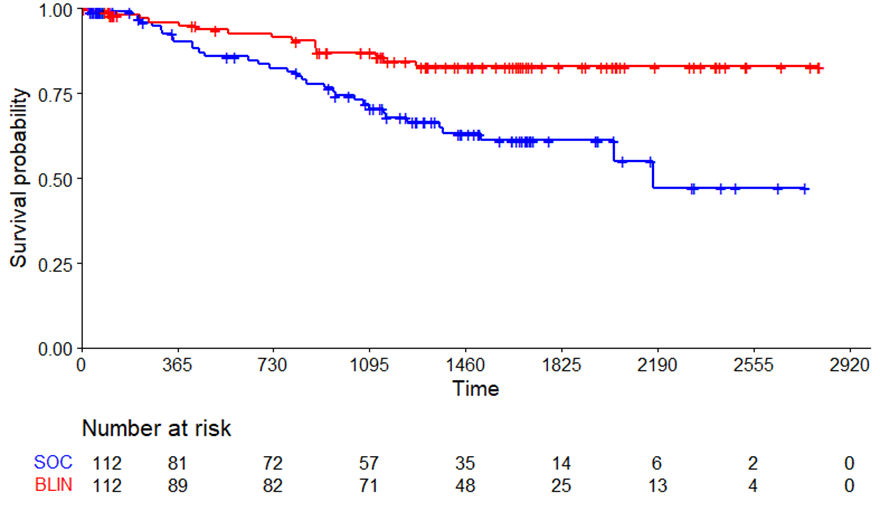 1.00
0.75
0.50
0.25
0.00
Survival probability
0 365 730 1095 1460 1825 2190 2555 2920
Time
Number at risk
SOC 112 81 72 57 35 14 6 2 0
BLIN 112 89 82 71 48 25 13 4 0